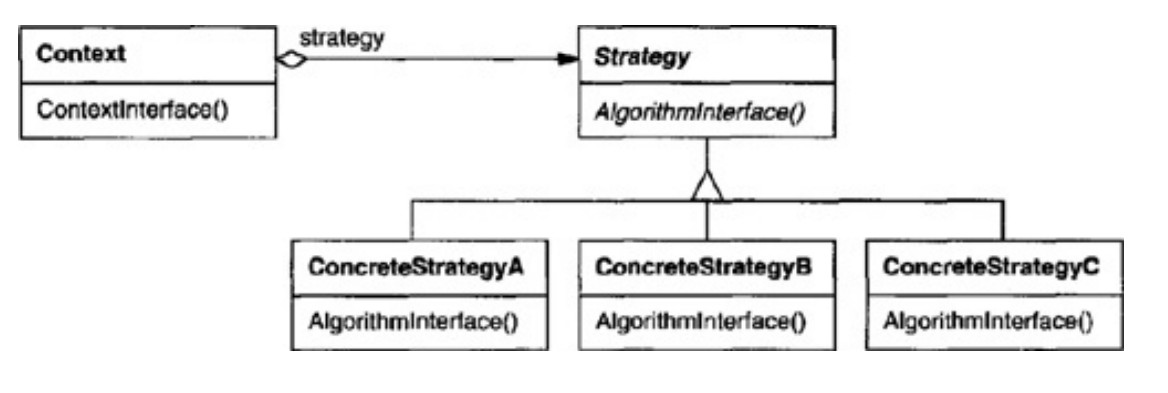 strategy
Context
Strategy
ContextInterface()
AlgorithmInterface()
ConcreteStrategyA
ConcreteStrategyB
ConcreteStrategyC
AlgorithmInterface()
AlgorithmInterface()
AlgorithmInterface()